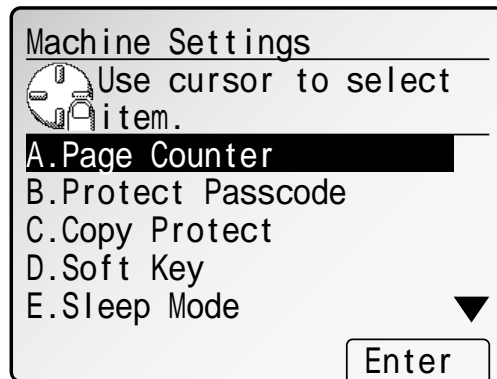 Machine Settings
Use cursor to select
item.
A.Page Counter
B.Protect Passcode
C.Copy Protect
D.Soft Key
E.Sleep Mode
Enter